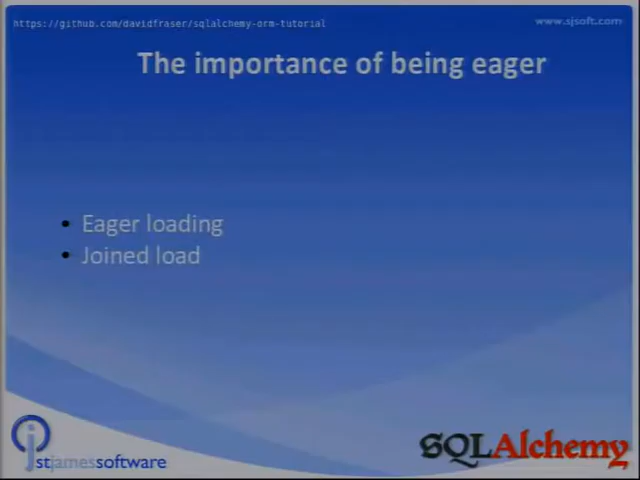 https://github.com/davidfraser/sqlalchemy-orm-tutorial
www.sjsoft.com
The importance of being eager
• Eager loading
• Joined load
stjamessoftware
SQLAlchemy